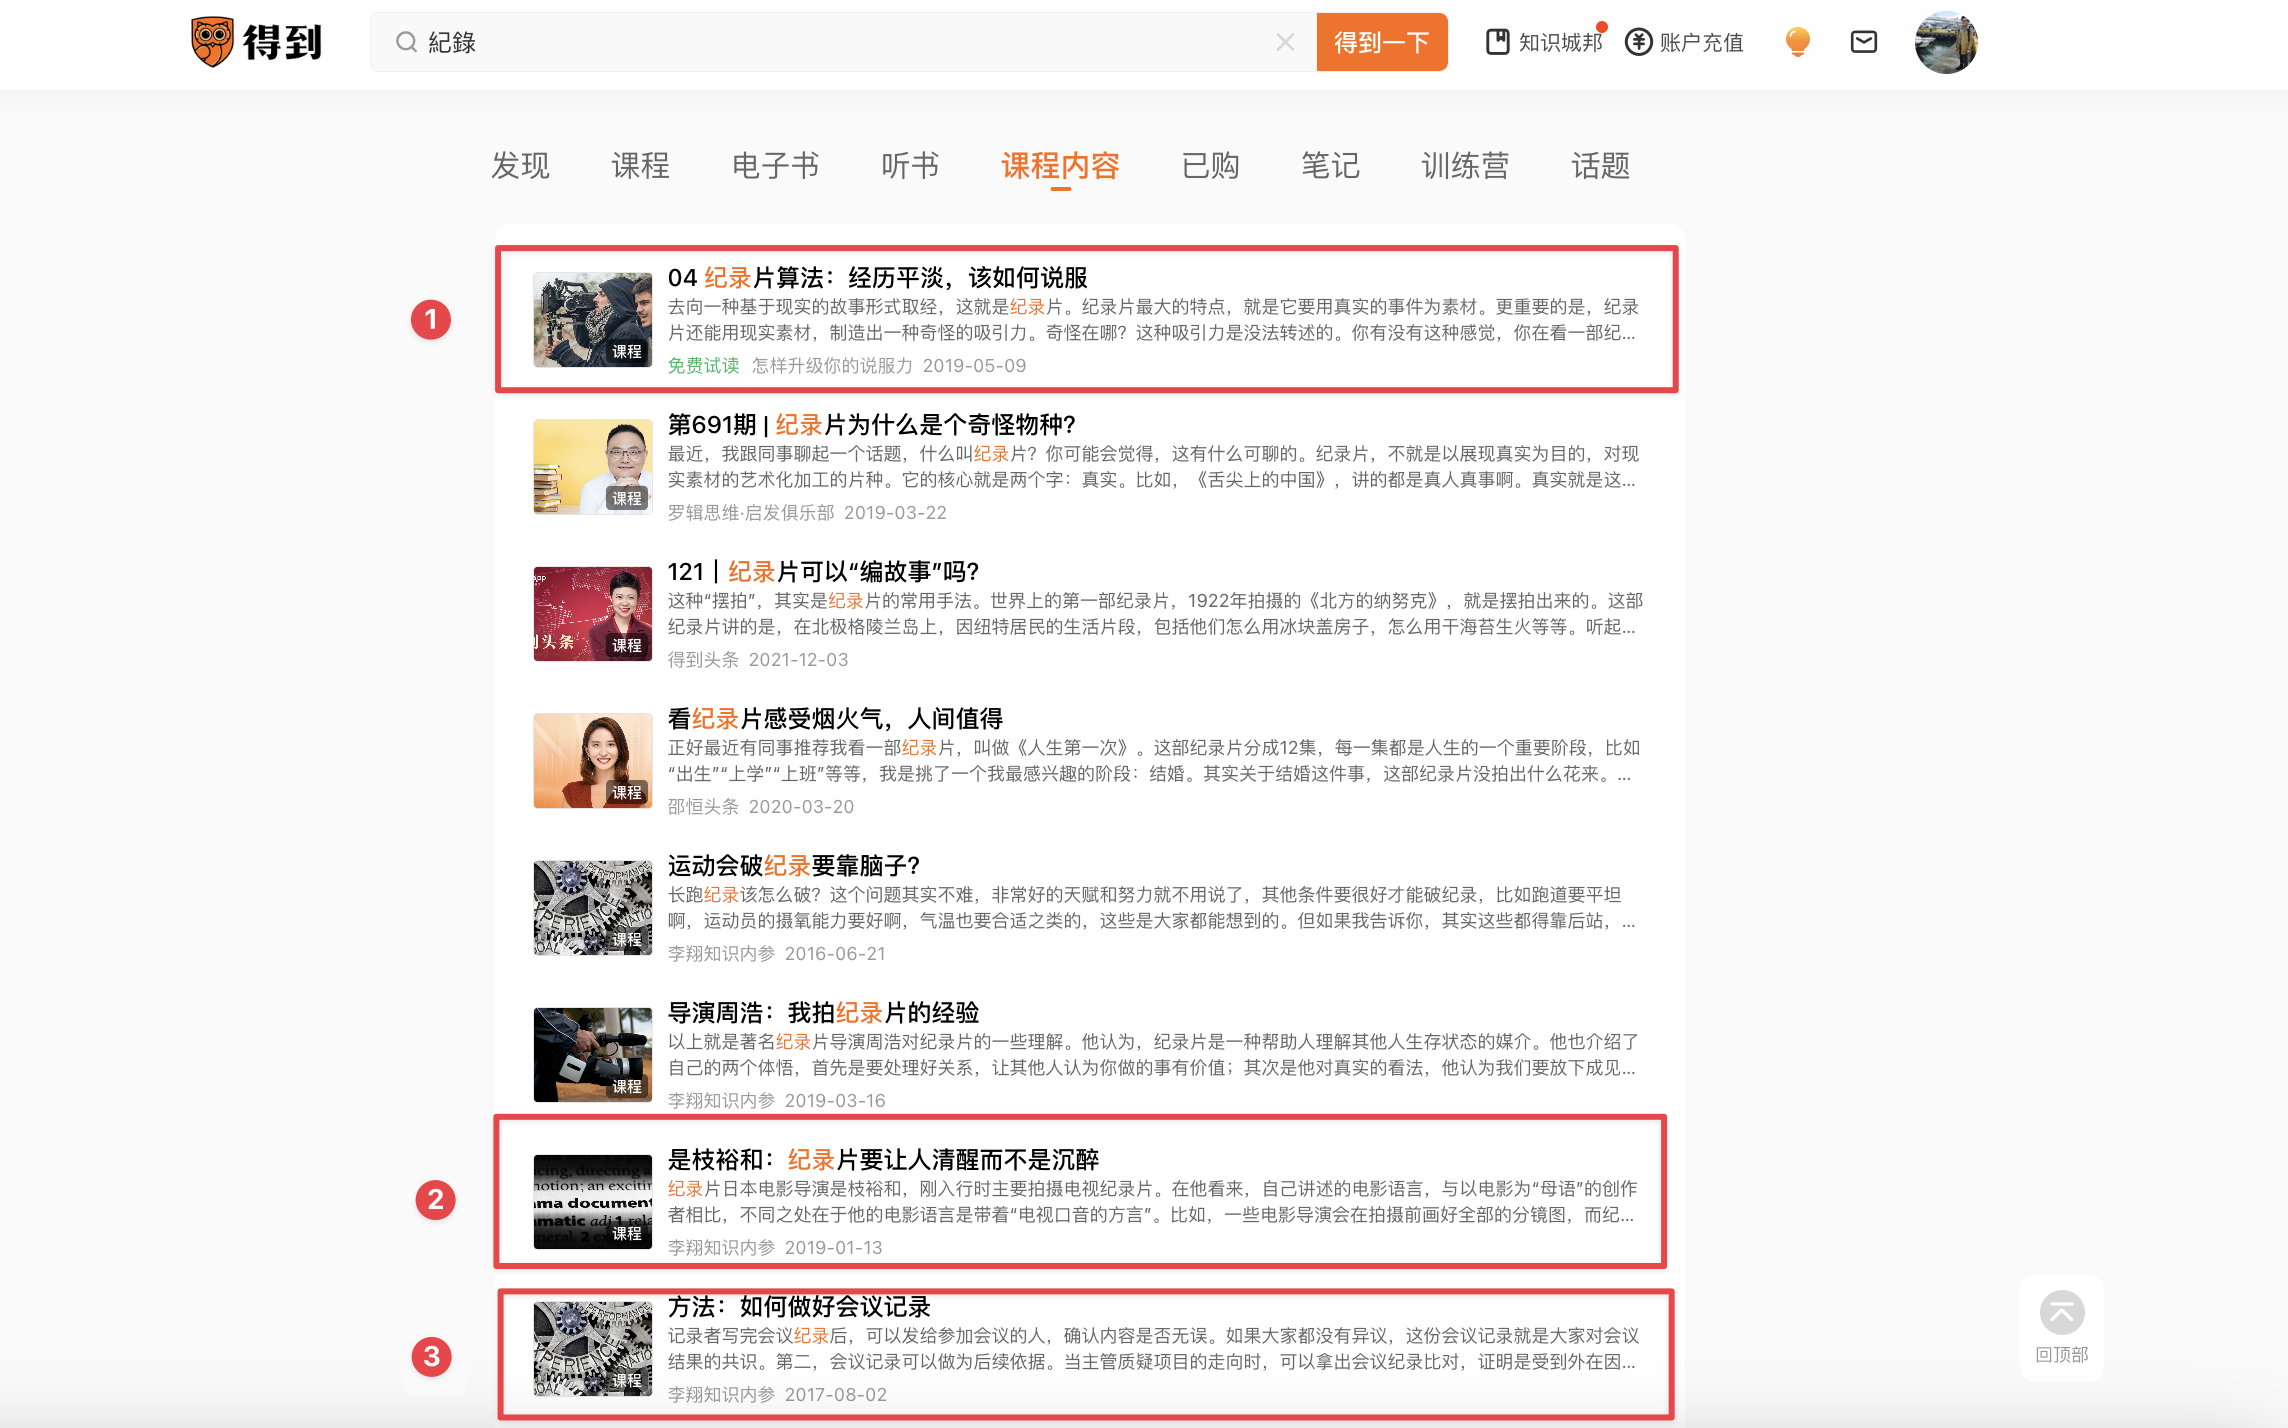 得到
紀錄
得到一下
知识城邦
账户充值
发现
课程
电子书
听书
课程内容
已购
笔记
训练营
话题
1
04 纪录片算法：经历平淡，该如何说服
去向一种基于现实的故事形式取经，这就是纪录片。纪录片最大的特点，就是它要用真实的事件为素材。更重要的是，纪录
片还能用现实素材，制造出一种奇怪的吸引力。奇怪在哪？这种吸引力是没法转述的。你有没有这种感觉，你在看一部纪...
课程
免费试读 怎样升级你的说服力 2019-05-09
第691期 | 纪录片为什么是个奇怪物种?
最近，我跟同事聊起一个话题，什么叫纪录片？你可能会觉得，这有什么可聊的。纪录片，不就是以展现真实为目的，对现
实素材的艺术化加工的片种。它的核心就是两个字：真实。比如，《舌尖上的中国》，讲的都是真人真事啊。真实就是这...
课程
罗辑思维·启发俱乐部 2019-03-22
121｜纪录片可以“编故事”吗?
这种“摆拍”，其实是纪录片的常用手法。世界上的第一部纪录片，1922年拍摄的《北方的纳努克》，就是摆拍出来的。这部
纪录片讲的是，在北极格陵兰岛上，因纽特居民的生活片段，包括他们怎么用冰块盖房子，怎么用干海苔生火等等。听起...
头条
课程
得到头条 2021-12-03
看纪录片感受烟火气，人间值得
正好最近有同事推荐我看一部纪录片，叫做《人生第一次》。这部纪录片分成12集，每一集都是人生的一个重要阶段，比如
“出生”“上学”“上班”等等，我是挑了一个我最感兴趣的阶段：结婚。其实关于结婚这件事，这部纪录片没拍出什么花来。...
课程
邵恒头条 2020-03-20
运动会破纪录要靠脑子?
长跑纪录该怎么破？这个问题其实不难，非常好的天赋和努力就不用说了，其他条件要很好才能破纪录，比如跑道要平坦
啊，运动员的摄氧能力要好啊，气温也要合适之类的，这些是大家都能想到的。但如果我告诉你，其实这些都得靠后站，...
课程
李翔知识内参 2016-06-21
导演周浩：我拍纪录片的经验
以上就是著名纪录片导演周浩对纪录片的一些理解。他认为，纪录片是一种帮助人理解其他人生存状态的媒介。他也介绍了
自己的两个体悟，首先是要处理好关系，让其他人认为你做的事有价值；其次是他对真实的看法，他认为我们要放下成见...
课程
李翔知识内参 2019-03-16
2
是枝裕和：纪录片要让人清醒而不是沉醉
纪录片日本电影导演是枝裕和，刚入行时主要拍摄电视纪录片。在他看来，自己讲述的电影语言，与以电影为“母语”的创作
者相比，不同之处在于他的电影语言是带着“电视口音的方言”。比如，一些电影导演会在拍摄前画好全部的分镜图，而纪...
课程
李翔知识内参 2019-01-13
3
方法：如何做好会议记录
记录者写完会议纪录后，可以发给参加会议的人，确认内容是否无误。如果大家都没有异议，这份会议记录就是大家对会议
结果的共识。第二，会议记录可以做为后续依据。当主管质疑项目的走向时，可以拿出会议纪录比对，证明是受到外在因...
课程
李翔知识内参 2017-08-02
回顶部